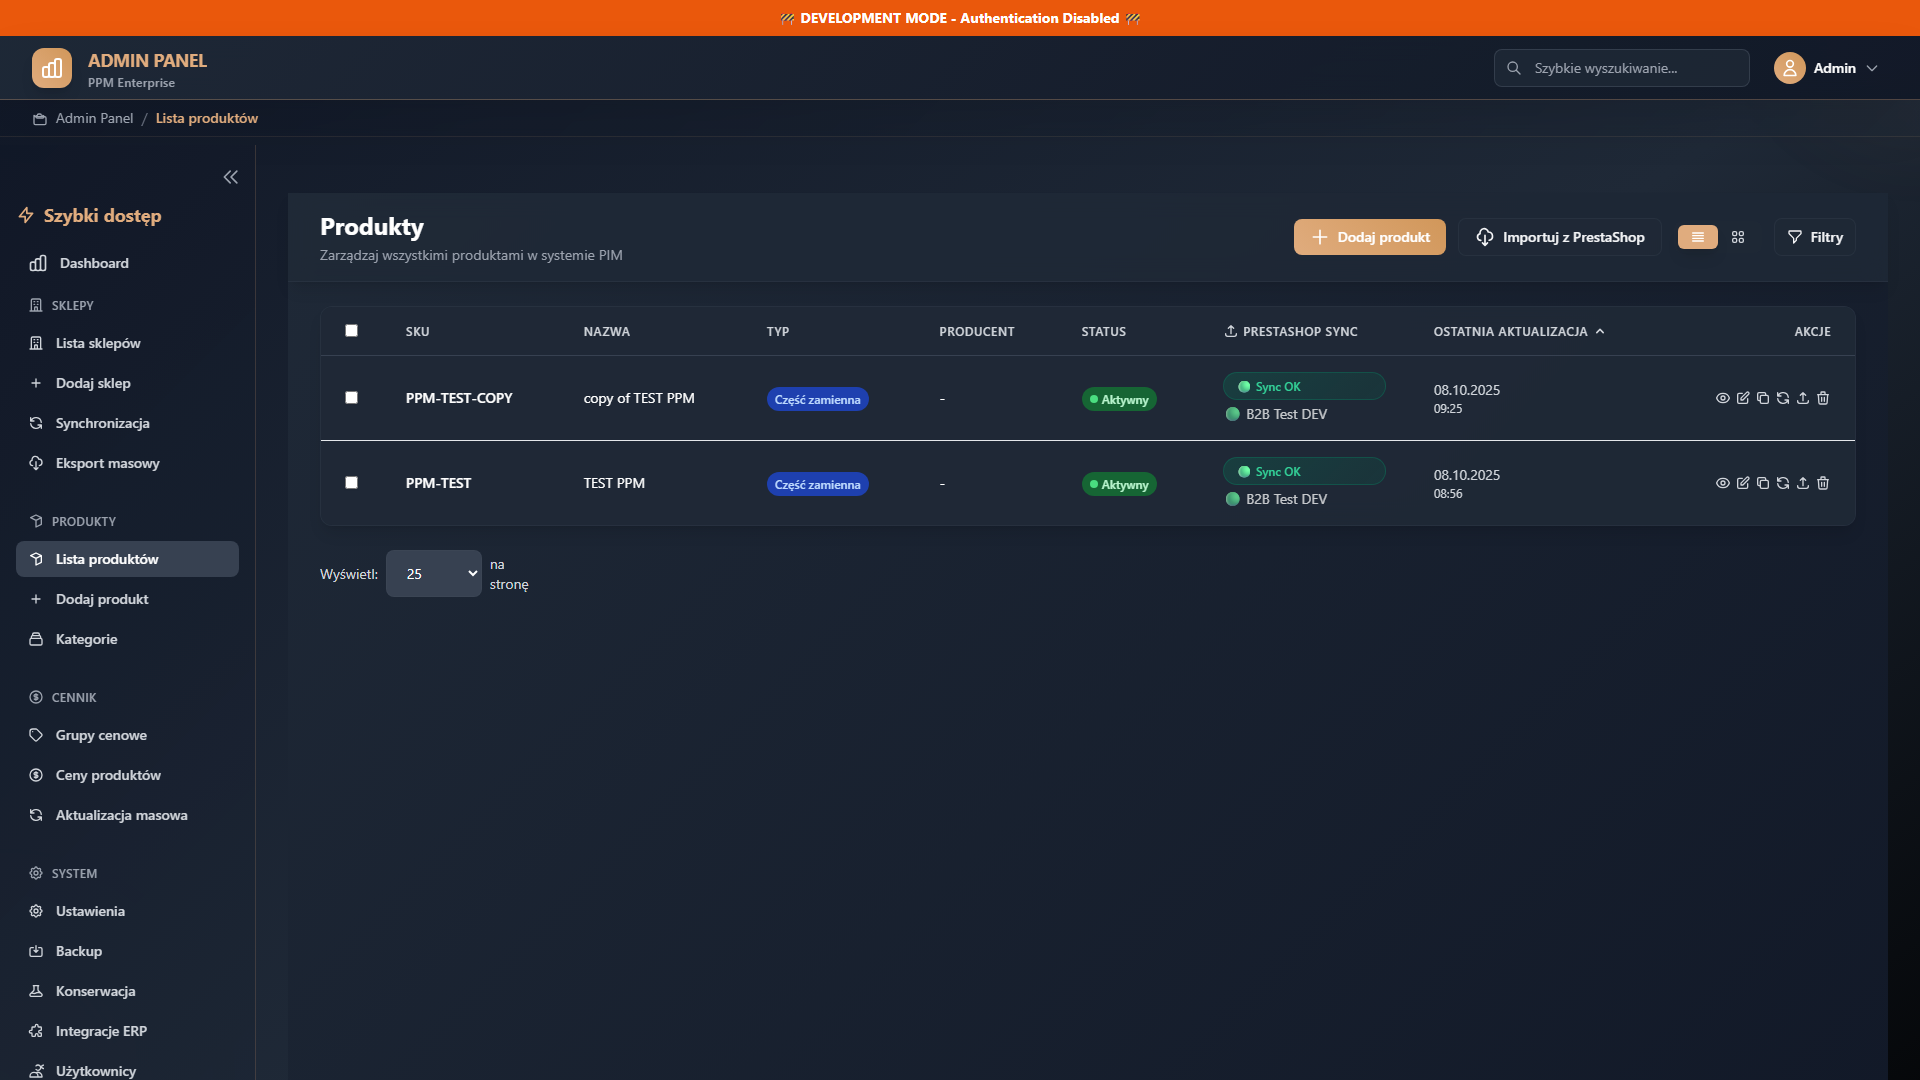 🚧 DEVELOPMENT MODE - Authentication Disabled 🚧
ADMIN PANEL
PPM Enterprise
Szybkie wyszukiwanie...
Admin
Admin Panel / Lista produktów
Szybki dostęp
Dashboard
SKLEPY
Lista sklepów
Dodaj sklep
Synchronizacja
Eksport masowy
PRODUKTY
Lista produktów
Dodaj produkt
Kategorie
CENNIK
Grupy cenowe
Ceny produktów
Aktualizacja masowa
SYSTEM
Ustawienia
Backup
Konserwacja
Integracje ERP
Użytkownicy
Produkty
Zarządzaj wszystkimi produktami w systemie PIM
Dodaj produkt
Importuj z PrestaShop
Filtry
SKU NAZWA TYP PRODUCENT STATUS PRESTASHOP SYNC OSTATNIA AKTUALIZACJA AKCJE
PPM-TEST-COPY copy of TEST PPM Część zamienna - Aktywny Sync OK 08.10.2025
B2B Test DEV 09:25
PPM-TEST TEST PPM Część zamienna - Aktywny Sync OK 08.10.2025
B2B Test DEV 08:56
Wyświetl: 25 na
stronę